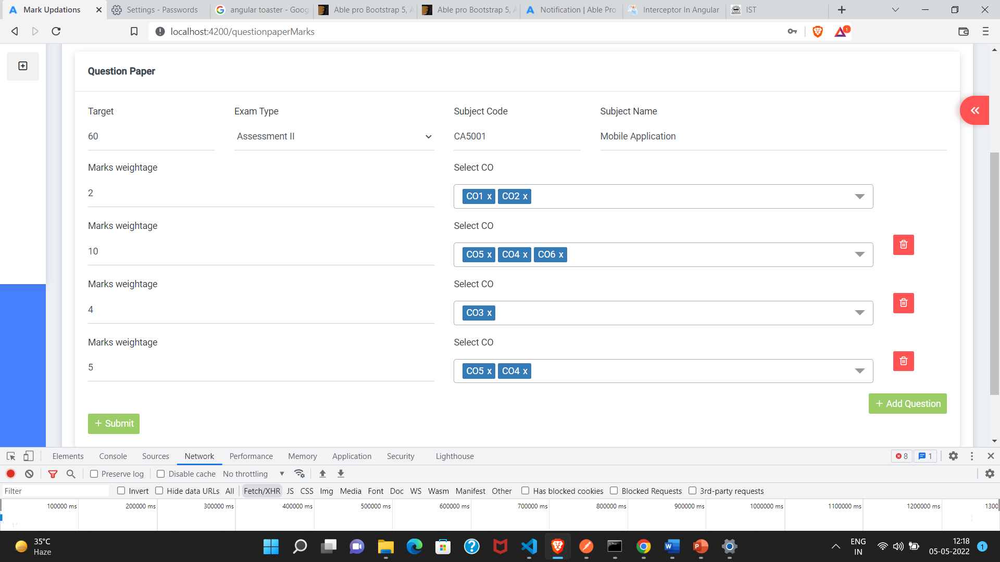 Mark Updations
Settings - Passwords
angular toaster - Goog
Able pro Bootstrap 5, A
Able pro Bootstrap 5, A
Notification | Able Pro
Interceptor In Angular
IST
localhost:4200/questionpaperMarks
1
Question Paper
Target
Exam Type
Subject Code
Subject Name
60
Assessment II
CA5001
Mobile Application
Marks weightage
Select CO
2
CO1 x CO2 x
Marks weightage
Select CO
10
CO5 x CO4 x CO6 x
Marks weightage
Select CO
4
CO3 x
Marks weightage
Select CO
5
CO5 x CO4 x
+ Add Question
+ Submit
Elements Console Sources Network Performance Memory Application Security Lighthouse
8
1
Preserve log Disable cache No throttling
Filter Invert Hide data URLs All Fetch/XHR JS CSS Img Media Font Doc WS Wasm Manifest Other Has blocked cookies Blocked Requests 3rd-party requests
100000 ms 200000 ms 300000 ms 400000 ms 500000 ms 600000 ms 700000 ms 800000 ms 900000 ms 1000000 ms 1100000 ms 1200000 ms 1300
35°C
Haze
ENG
IN
12:18
05-05-2022
1